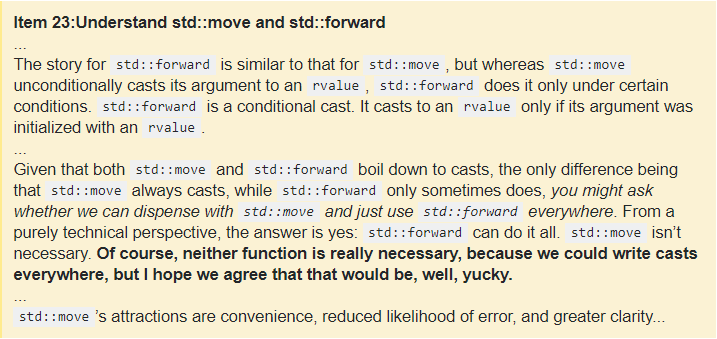 Item 23:Understand std::move and std::forward
...
The story for std::forward is similar to that for std::move , but whereas std::move
unconditionally casts its argument to an rvalue , std::forward does it only under certain
conditions. std::forward is a conditional cast. It casts to an rvalue only if its argument was
initialized with an rvalue .
...
Given that both std::move and std::forward boil down to casts, the only difference being
that std::move always casts, while std::forward only sometimes does, you might ask
whether we can dispense with std::move and just use std::forward everywhere. From a
purely technical perspective, the answer is yes: std::forward can do it all. std::move isn’t
necessary. Of course, neither function is really necessary, because we could write casts
everywhere, but I hope we agree that that would be, well, yucky.
...
std::move ’s attractions are convenience, reduced likelihood of error, and greater clarity...